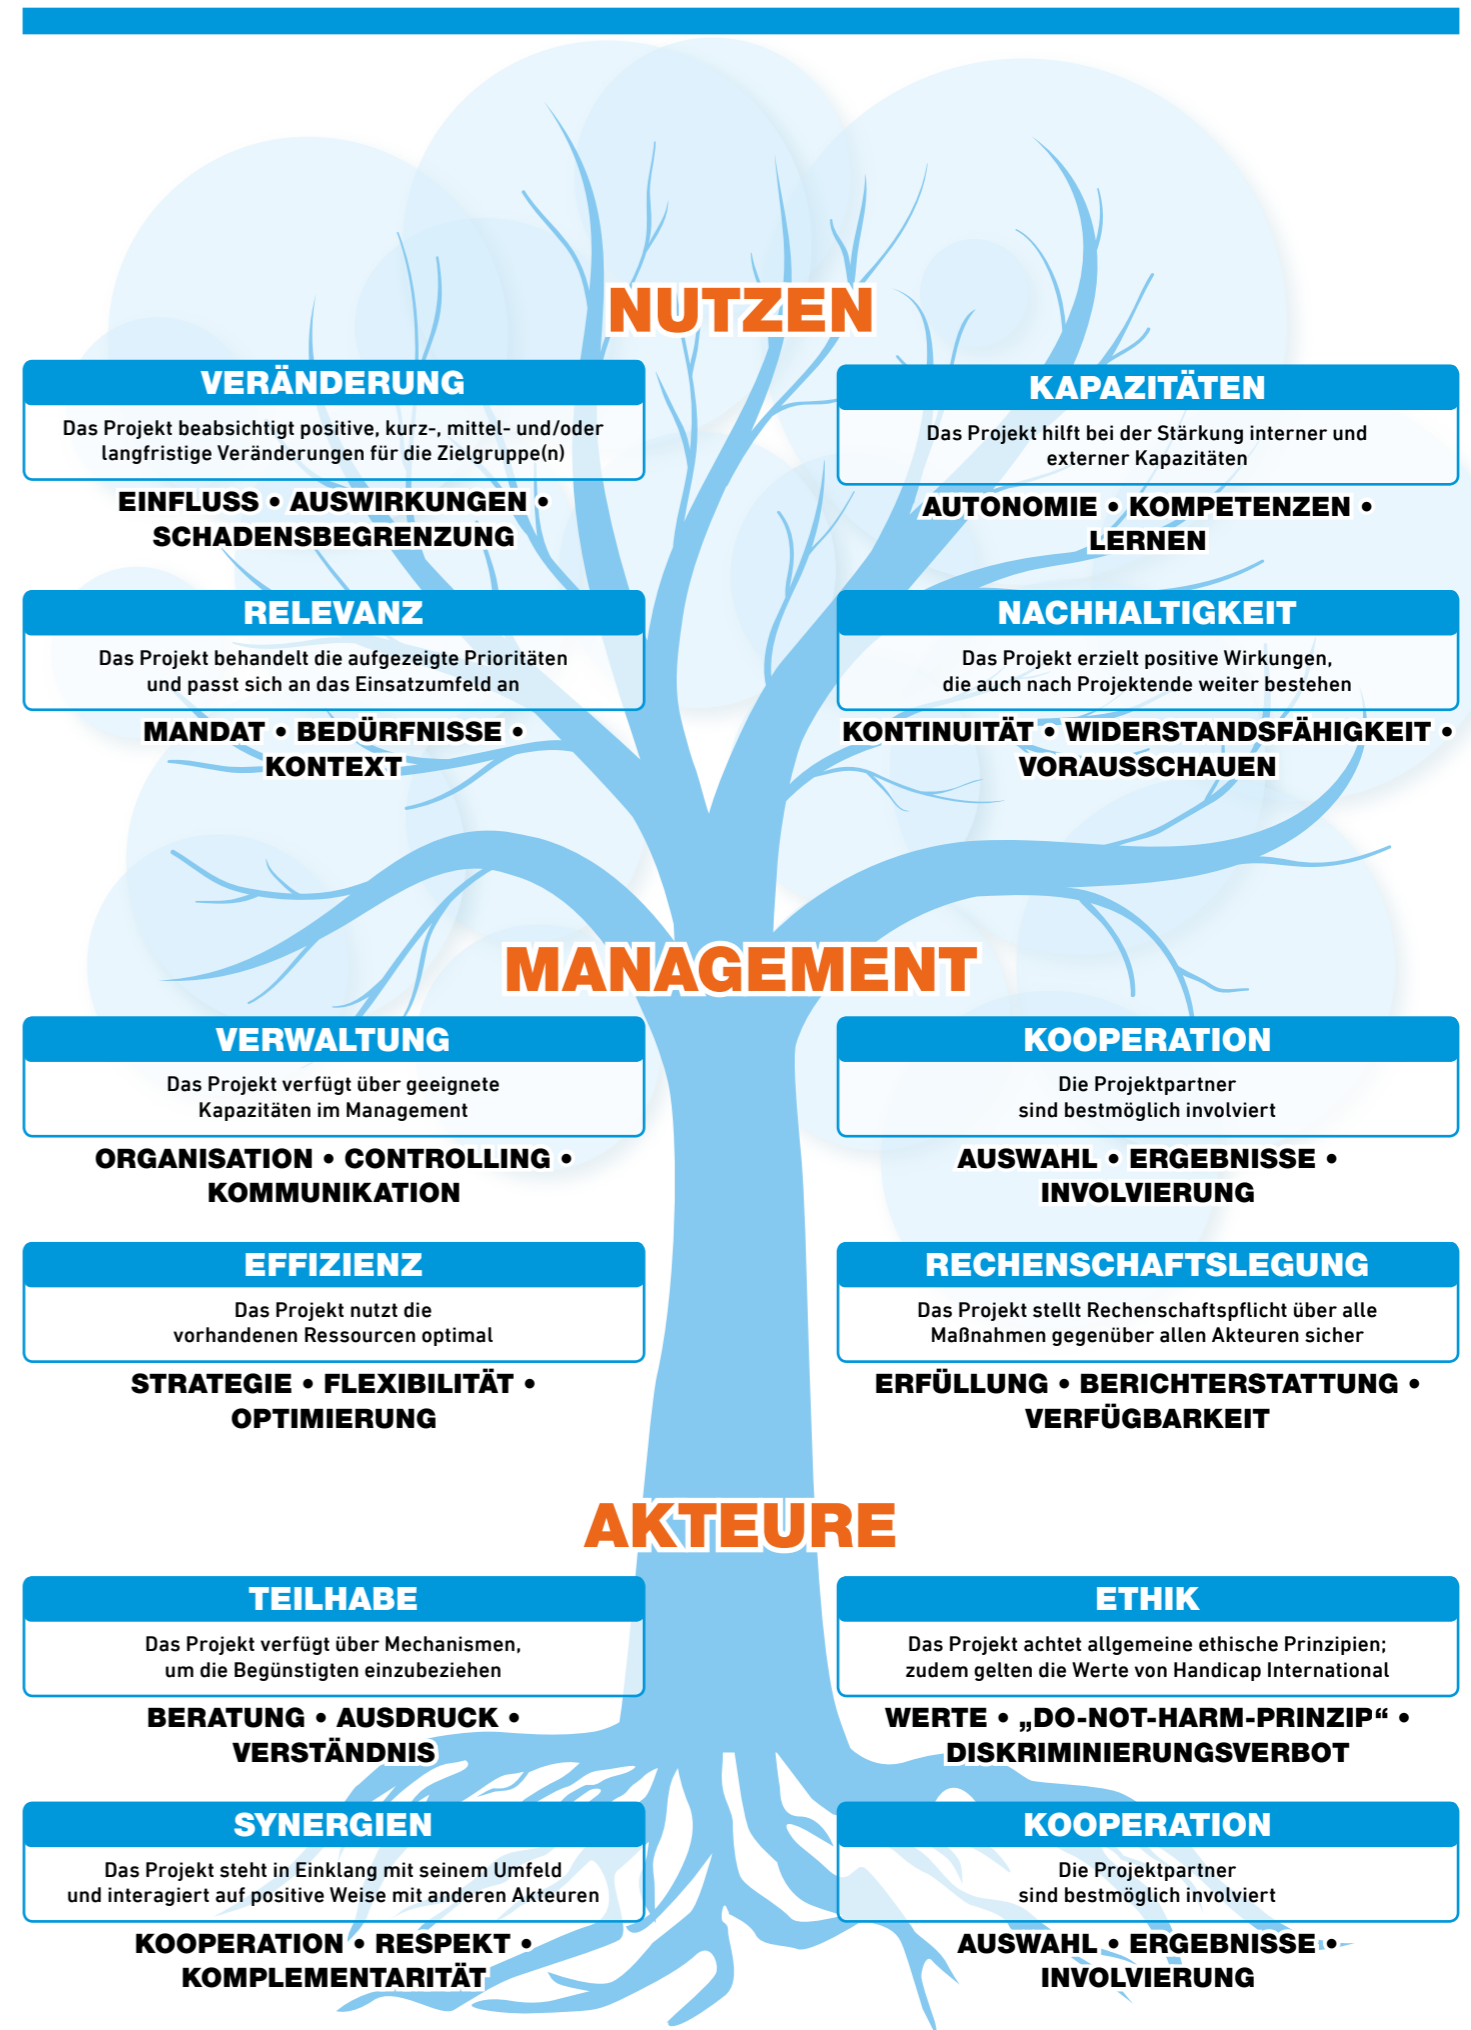 NUTZEN
VERÄNDERUNG
Das Projekt beabsichtigt positive, kurz-, mittel- und/oder
langfristige Veränderungen für die Zielgruppe(n)
EINFLUSS • AUSWIRKUNGEN •
SCHADENSBEGRENZUNG
KAPAZITÄTEN
Das Projekt hilft bei der Stärkung interner und
externer Kapazitäten
AUTONOMIE • KOMPETENZEN •
LERNEN
RELEVANZ
Das Projekt behandelt die aufgezeigte Prioritäten
und passt sich an das Einsatzumfeld an
MANDAT • BEDÜRFNISSE •
KONTEXT
NACHHALTIGKEIT
Das Projekt erzielt positive Wirkungen,
die auch nach Projektende weiter bestehen
KONTINUITÄT • WIDERSTANDSFÄHIGKEIT •
VORAUSSCHAUEN
MANAGEMENT
VERWALTUNG
Das Projekt verfügt über geeignete
Kapazitäten im Management
ORGANISATION • CONTROLLING •
KOMMUNIKATION
KOOPERATION
Die Projektpartner
sind bestmöglich involviert
AUSWAHL • ERGEBNISSE •
INVOLVIERUNG
EFFIZIENZ
Das Projekt nutzt die
vorhandenen Ressourcen optimal
STRATEGIE • FLEXIBILITÄT •
OPTIMIERUNG
RECHENSCHAFTSLEGUNG
Das Projekt stellt Rechenschaftspflicht über alle
Maßnahmen gegenüber allen Akteuren sicher
ERFÜLLUNG • BERICHTERSTATTUNG •
VERFÜGBARKEIT
AKTEURE
TEILHABE
Das Projekt verfügt über Mechanismen,
um die Begünstigten einzubeziehen
BERATUNG • AUSDRUCK •
VERSTÄNDNIS
ETHIK
Das Projekt achtet allgemeine ethische Prinzipien;
zudem gelten die Werte von Handicap International
WERTE • „DO-NOT-HARM-PRINZIP“ •
DISKRIMINIERUNGSVERBOT
SYNERGIEN
Das Projekt steht in Einklang mit seinem Umfeld
und interagiert auf positive Weise mit anderen Akteuren
KOOPERATION • RESPEKT •
KOMPLEMENTARITÄT
KOOPERATION
Die Projektpartner
sind bestmöglich involviert
AUSWAHL • ERGEBNISSE •
INVOLVIERUNG